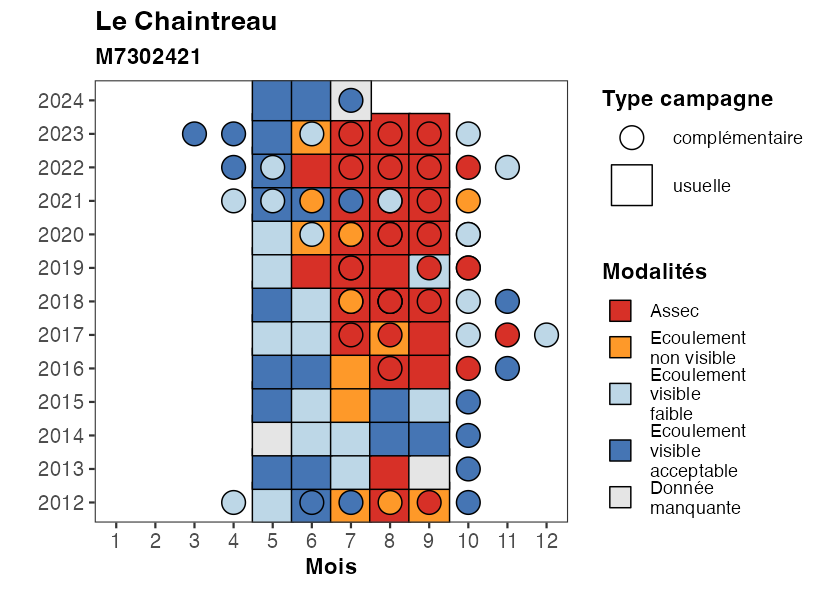 Le Chaintreau
M7302421
2024
2023
2022
2021
2020
2019
2018
2017
2016
2015
2014
2013
2012
1 2 3 4 5 6 7 8 9 10 11 12
Mois
Type campagne
complémentaire
usuelle
Modalités
Assec
Ecoulement
non visible
Ecoulement
visible
faible
Ecoulement
visible
acceptable
Donnée
manquante